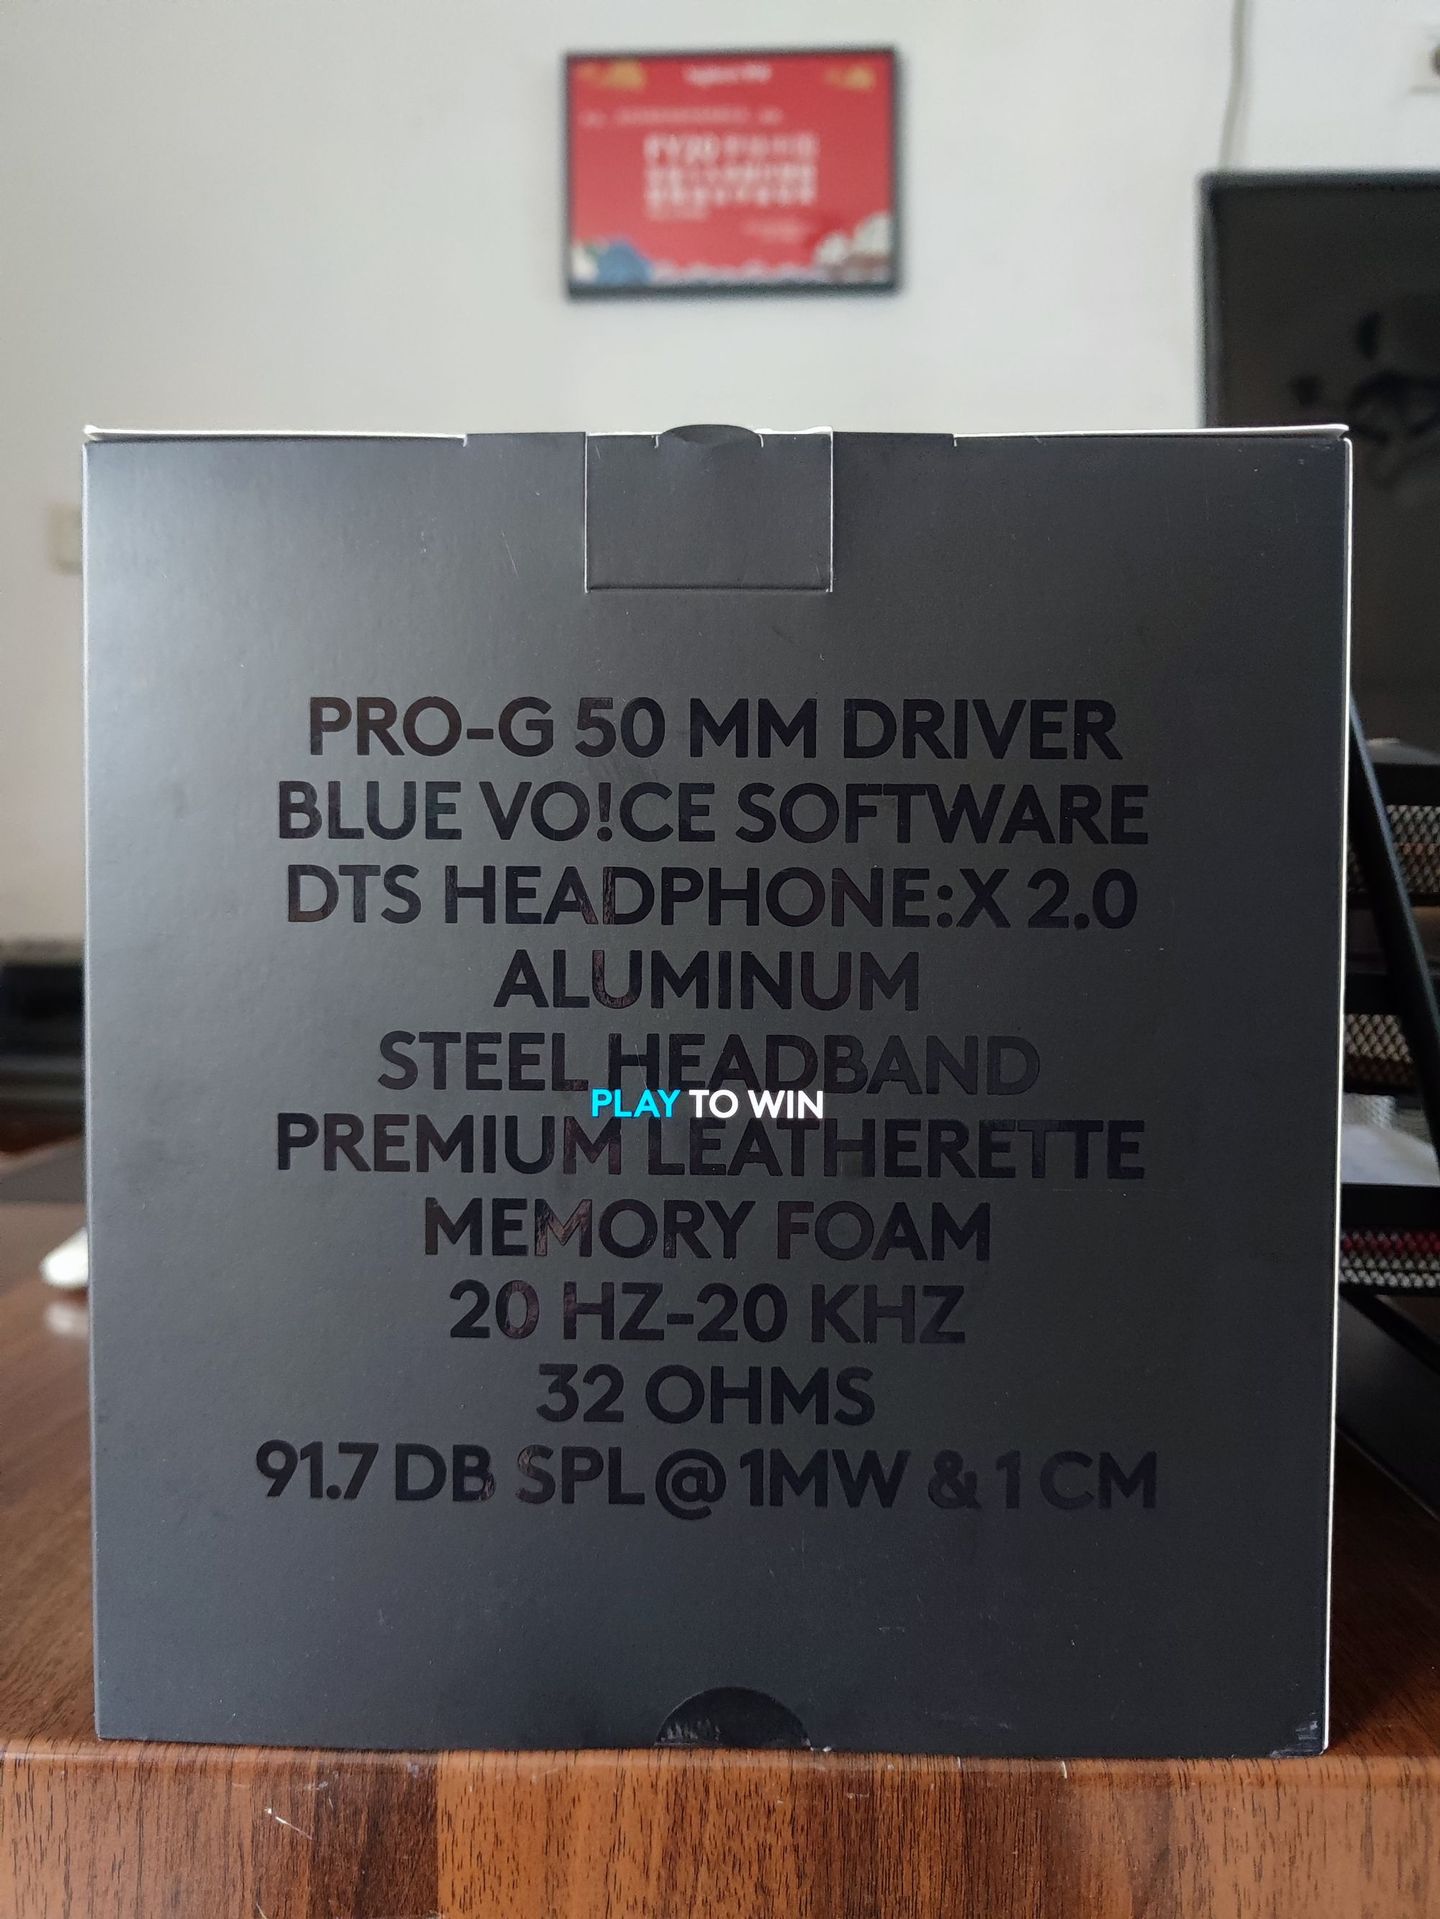 PRO-G 50 MM DRIVER
BLUE VO!CE SOFTWARE
DTS HEADPHONE:X 2.0
ALUMINUM
STEEL HEADBAND
PLAY TO WIN
PREMIUM LEATHERETTE
MEMORY FOAM
20 HZ-20 KHZ
32 OHMS
91.7 DB SPL@1MW & 1 CM